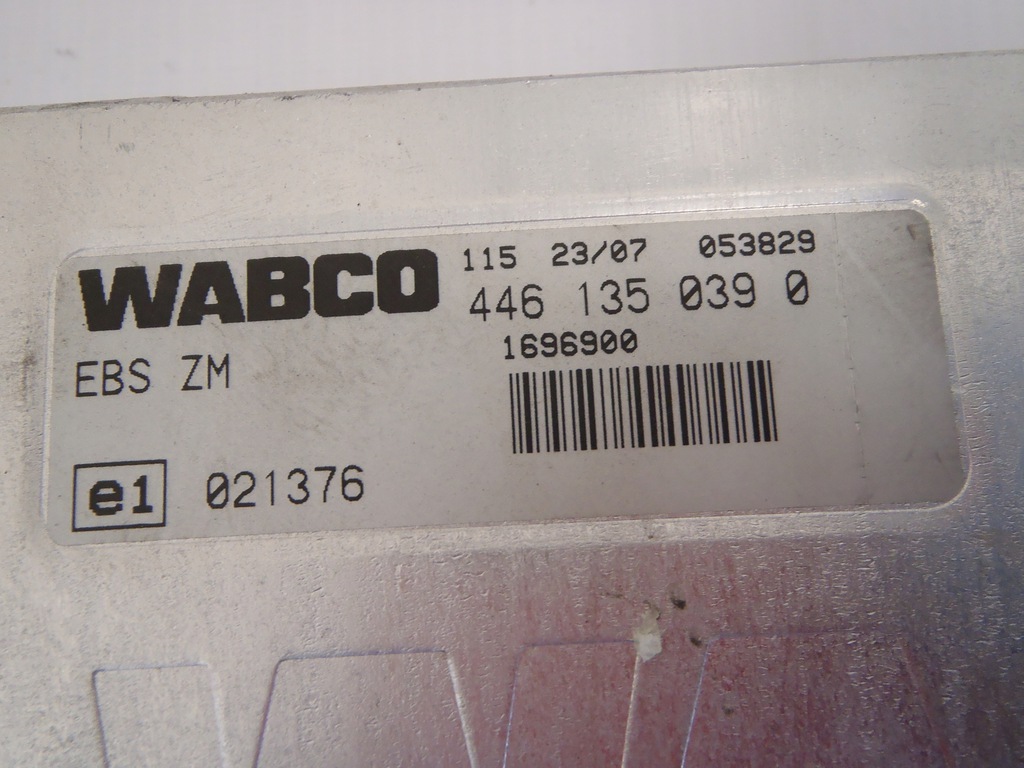 WABCO 115 23/07 053829
446 135 039 0
1696900
EBS ZM
e1 021376